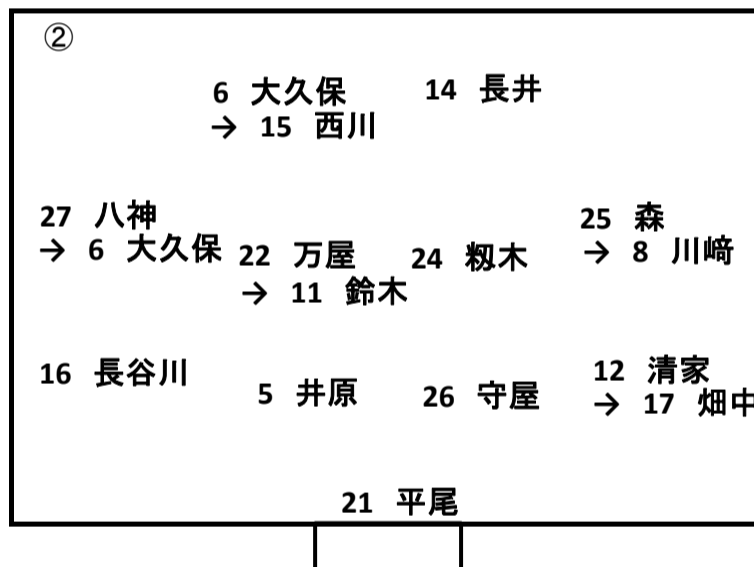 ②
6 大久保
→ 15 西川
14 長井
27 八神
→ 6 大久保
22 万屋
→ 11 鈴木
24 籾木
25 森
→ 8 川﨑
16 長谷川
5 井原
26 守屋
12 清家
→ 17 畑中
21 平尾